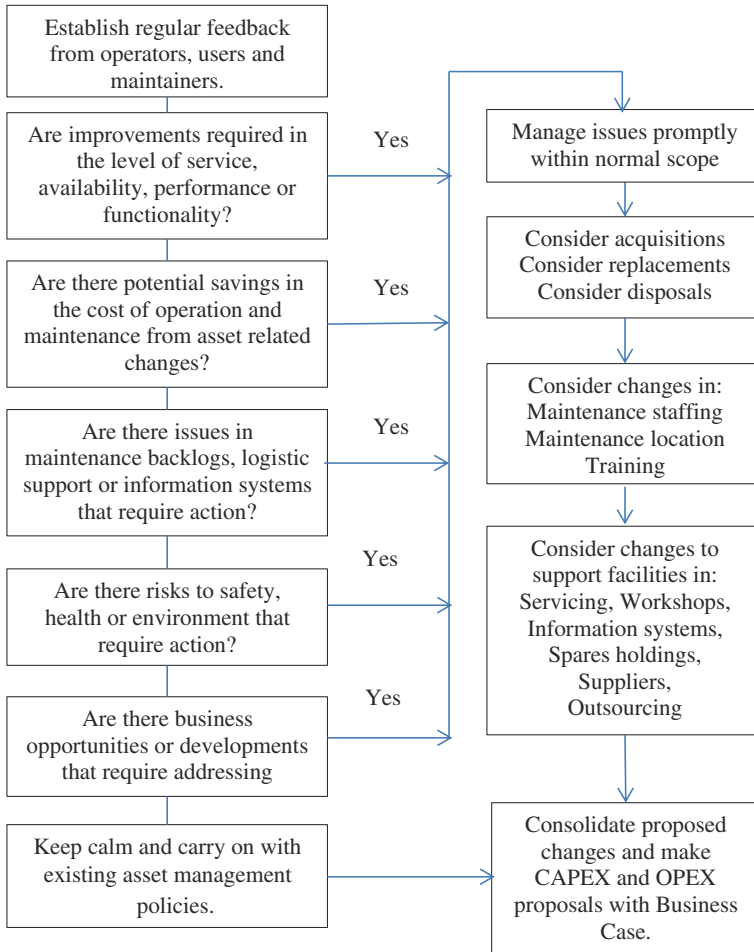 Establish regular feedback
from operators, users and
maintainers.
Are improvements required in
the level of service,
availability, performance or
functionality?
Yes
Are there potential savings in
the cost of operation and
maintenance from asset related
changes?
Yes
Are there issues in
maintenance backlogs, logistic
support or information systems
that require action?
Yes
Are there risks to safety,
health or environment that
require action?
Yes
Are there business
opportunities or developments
that require addressing
Yes
Keep calm and carry on with
existing asset management
policies.
Manage issues promptly
within normal scope
Consider acquisitions
Consider replacements
Consider disposals
Consider changes in:
Maintenance staffing
Maintenance location
Training
Consider changes to
support facilities in:
Servicing, Workshops,
Information systems,
Spares holdings,
Suppliers,
Outsourcing
Consolidate proposed
changes and make
CAPEX and OPEX
proposals with Business
Case.